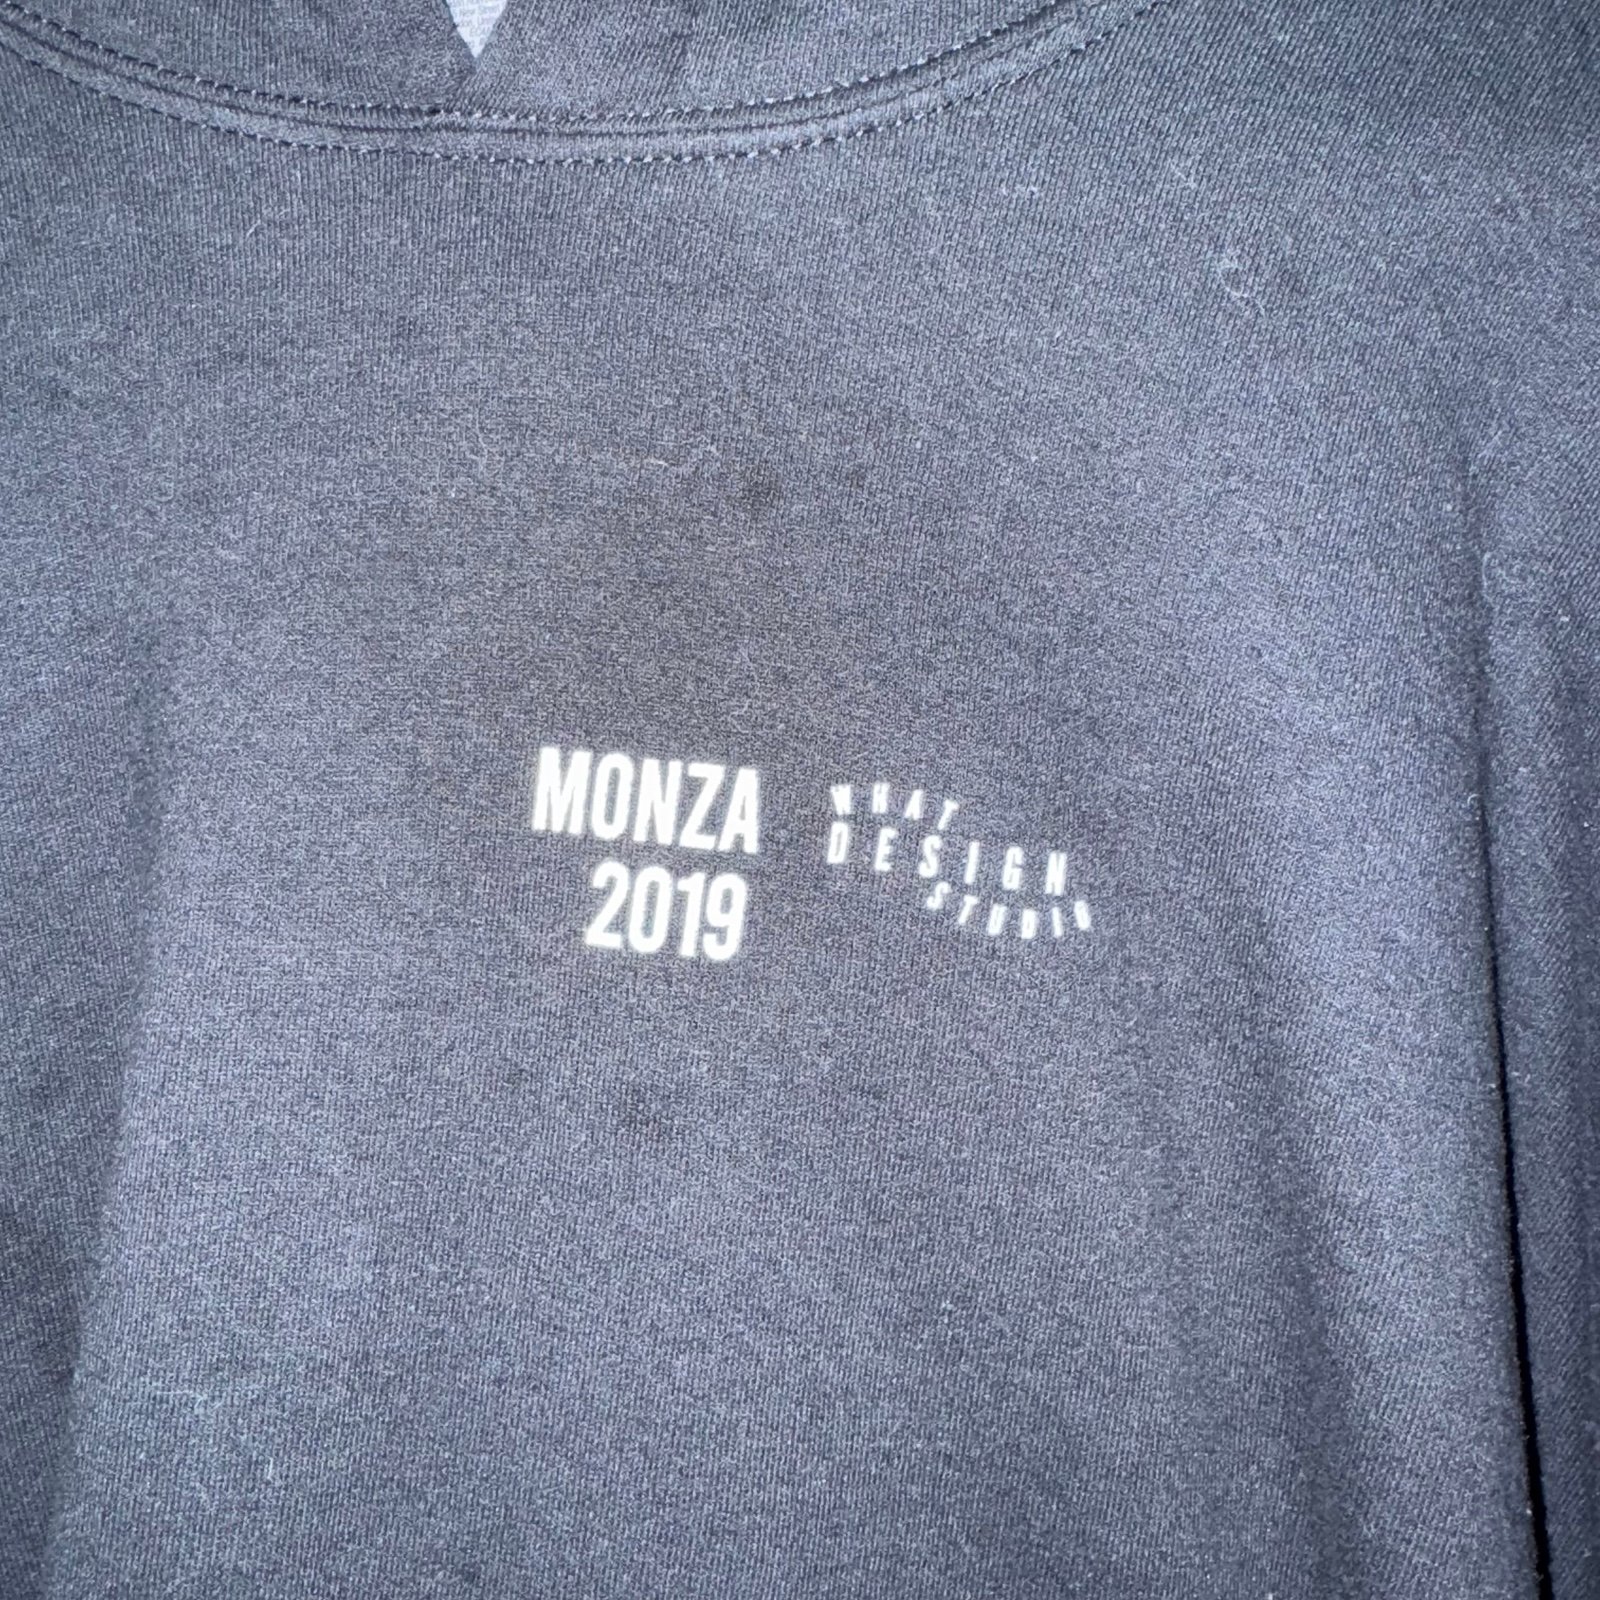 MONZA
2019
WHAT
DESIGN
STUDIO